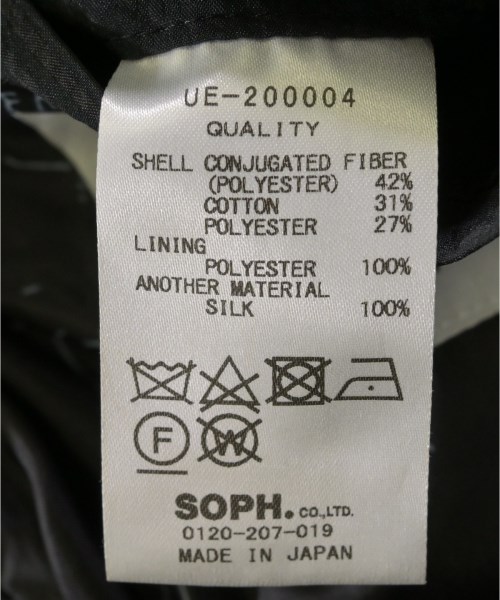 UE-200004
QUALITY
SHELL CONJUGATED FIBER
(POLYESTER) 42%
COTTON 31%
POLYESTER 27%
LINING
POLYESTER 100%
ANOTHER MATERIAL
SILK 100%
F W
SOPH. CO.,LTD.
0120-207-019
MADE IN JAPAN